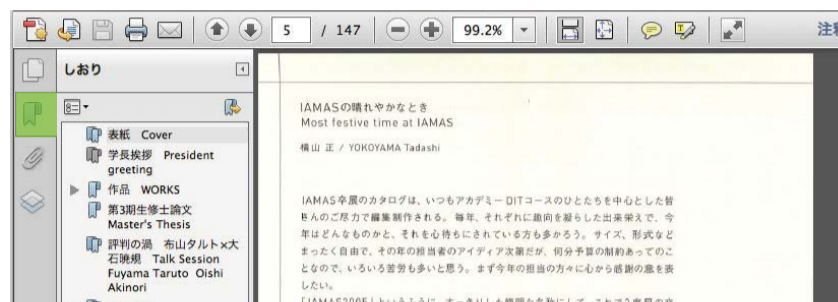 5 / 147
99.2%
注釈
しおり
表紙 Cover
学長挨拶 President
greeting
作品 WORKS
第3期生修士論文
Master's Thesis
評判の渦 布山タルト×大
石暁規 Talk Session
Fuyama Taruto Oishi
Akinori
IAMASの晴れやかなとき
Most festive time at IAMAS
横山 正 / YOKOYAMA Tadashi
IAMAS卒展のカタログは、いつもアカデミーDITコースのひとたちを中心とした皆
さんのご尽力で編集制作される。毎年、それぞれに趣向を凝らした出来栄えで、今
年はどんなものかと、それを心待ちにされている方も多かろう。サイズ、形式など
まったく自由で、その年の担当者のアイディア次第だが、何分予算の制約あってのこ
となので、いろいろ苦労も多いと思う。まず今年の担当の方々に心から感謝の意を表
したい。